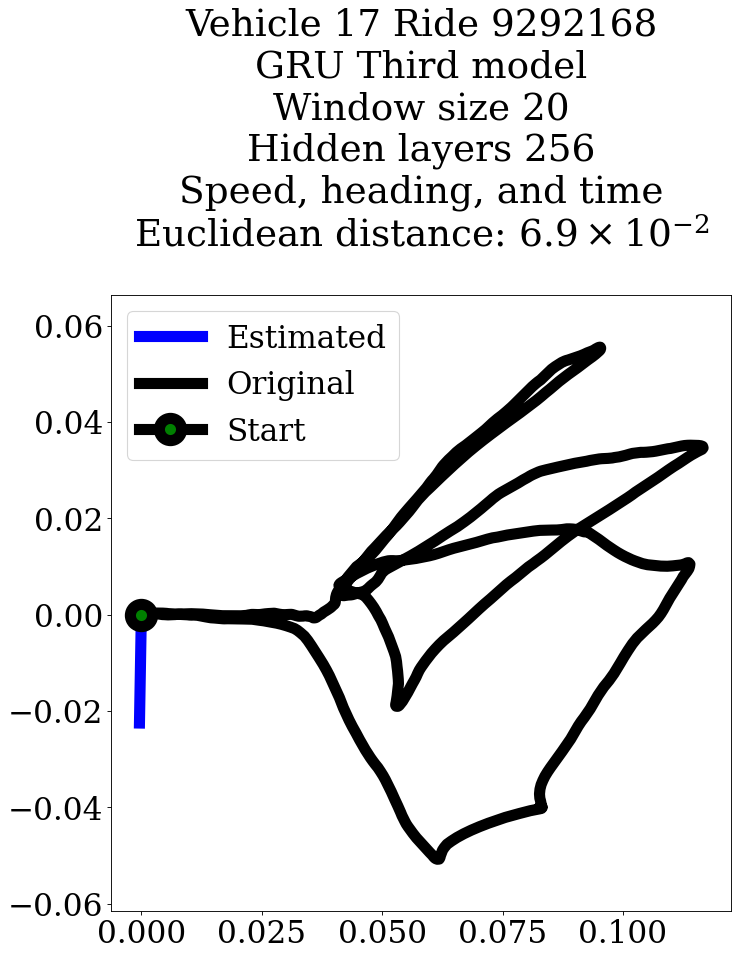 Vehicle 17 Ride 9292168
GRU Third model
Window size 20
Hidden layers 256
Speed, heading, and time
Euclidean distance: 6.9 × 10⁻²
Estimated
Original
Start
0.06
0.04
0.02
0.00
−0.02
−0.04
−0.06
0.000 0.025 0.050 0.075 0.100